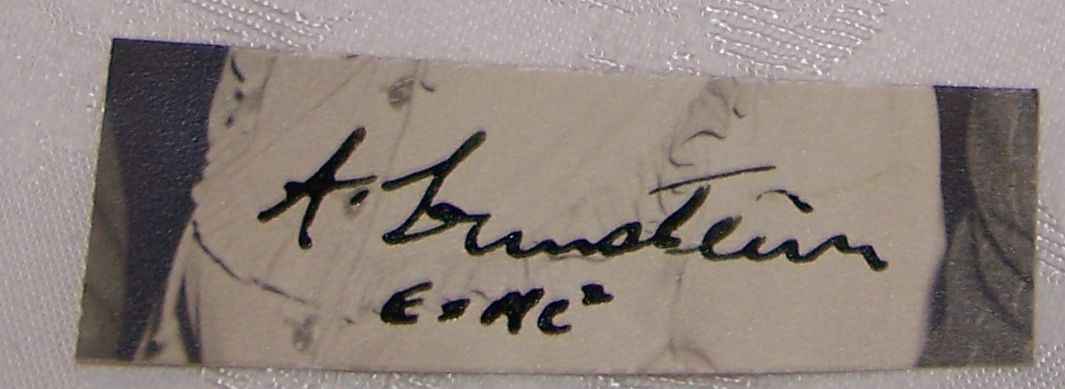 A. Einstein
E=MC²